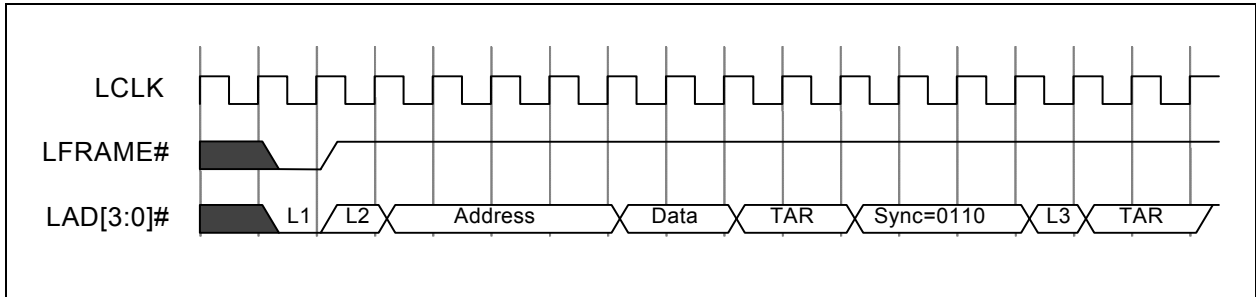 LCLK
LFRAME#
LAD[3:0]# L1 L2 Address Data TAR Sync=0110 L3 TAR